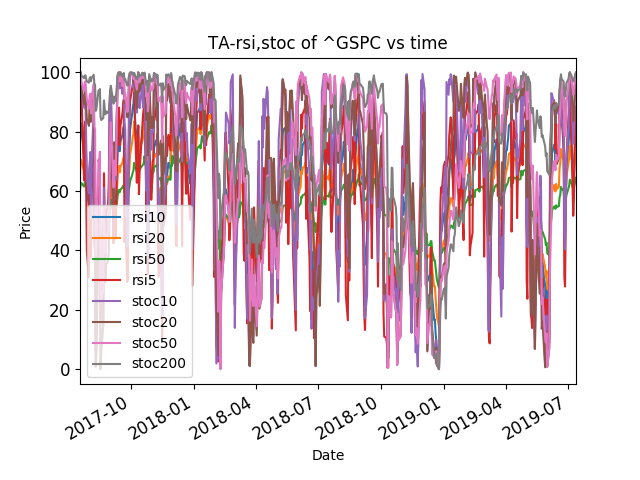 TA-rsi,stoc of ^GSPC vs time
Price
100
80
60
40
20
0
rsi10
rsi20
rsi50
rsi5
stoc10
stoc20
stoc50
stoc200
2017-10
2018-01
2018-04
2018-07
2018-10
2019-01
2019-04
2019-07
Date